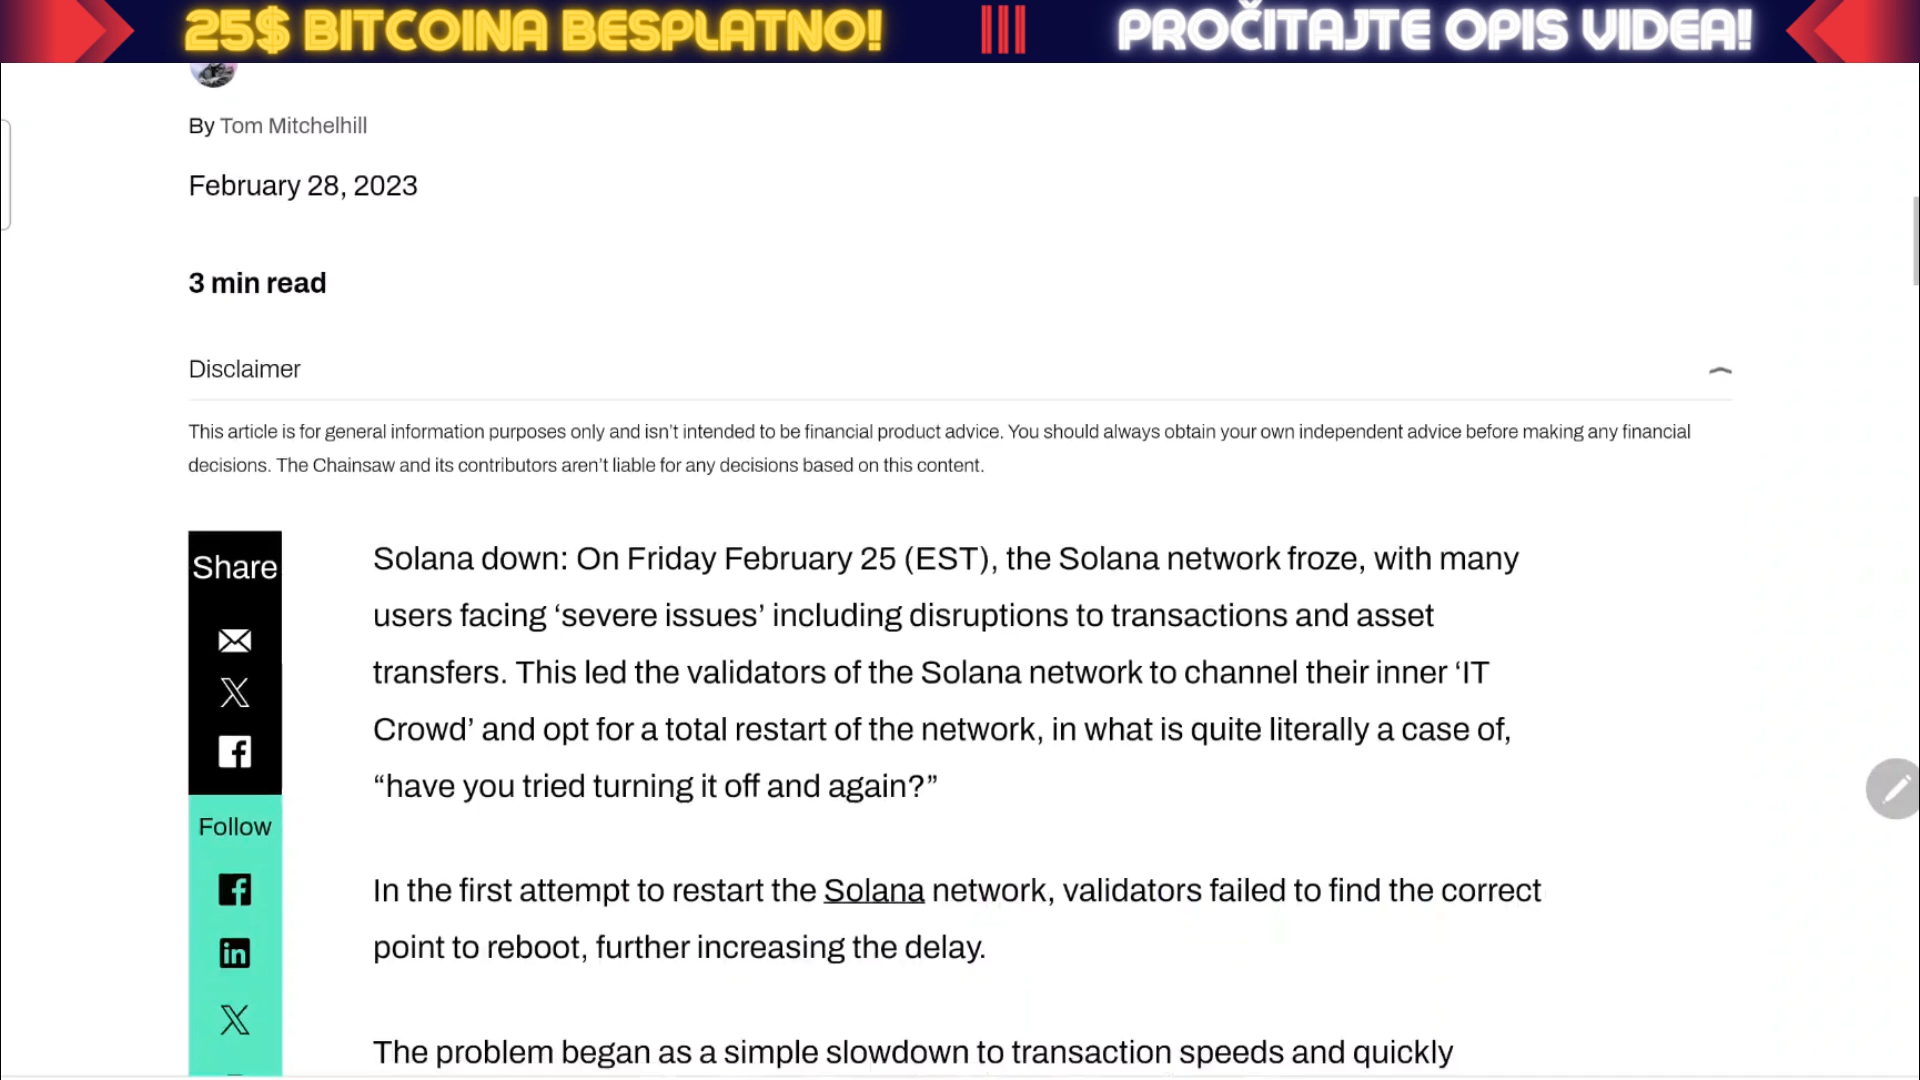 25$ BITCOINA BESPLATNO!
PROČITAJTE OPIS VIDEA!
By Tom Mitchelhill
February 28, 2023
3 min read
Disclaimer
This article is for general information purposes only and isn’t intended to be financial product advice. You should always obtain your own independent advice before making any financial
decisions. The Chainsaw and its contributors aren’t liable for any decisions based on this content.
Share
Follow
Solana down: On Friday February 25 (EST), the Solana network froze, with many
users facing ‘severe issues’ including disruptions to transactions and asset
transfers. This led the validators of the Solana network to channel their inner ‘IT
Crowd’ and opt for a total restart of the network, in what is quite literally a case of,
“have you tried turning it off and again?”
In the first attempt to restart the Solana network, validators failed to find the correct
point to reboot, further increasing the delay.
The problem began as a simple slowdown to transaction speeds and quickly